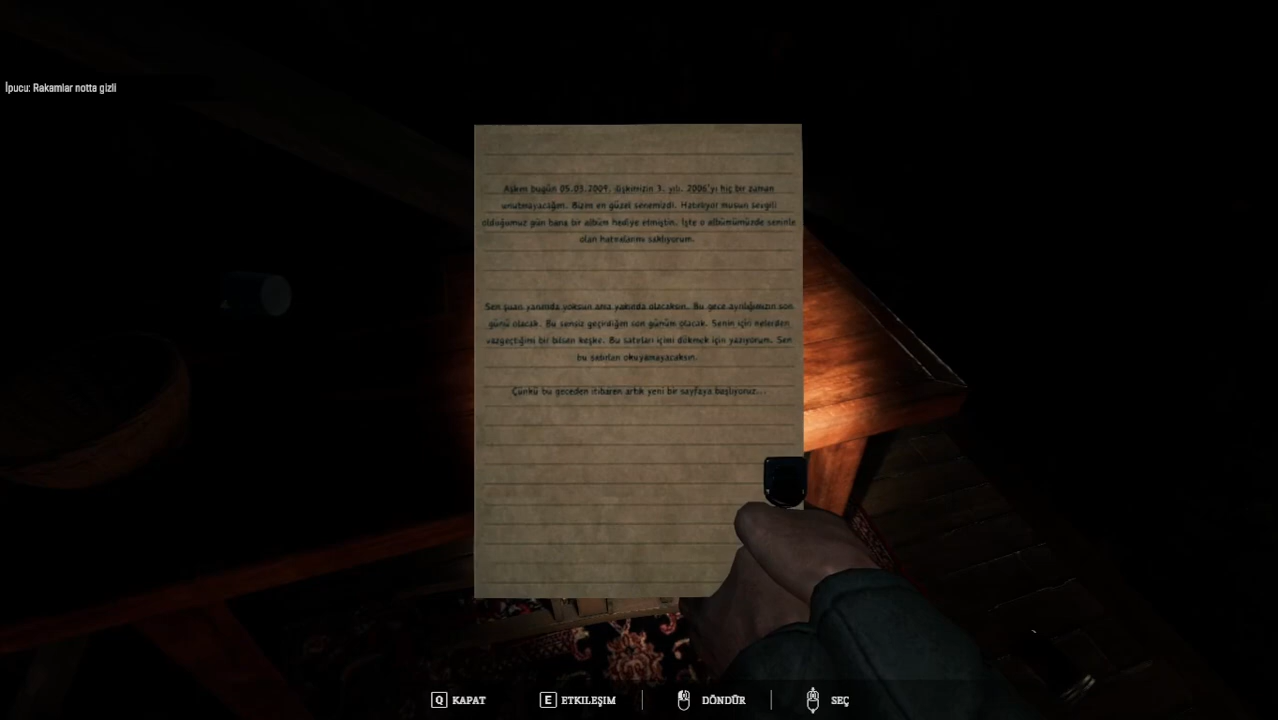 İpucu: Rakamlar notta gizli
Aşkım bugün 05.03.2009. ilişkimizin 3. yılı. 2006'yı hiç bir zaman
unutmayacağım. Bizim en güzel senemizdi. Hatırlıyor musun sevgili
olduğumuz gün bana bir albüm hediye etmiştin. İşte o albümümüzde seninle
olan hatıralarımı saklıyorum.
Sen şuan yanımda yoksun ama yakında olacaksın. Bu gece ayrılığımızın son
günü olacak. Bu sensiz geçirdiğim son günüm olacak. Senin için nelerden
vazgeçtiğimi bir bilsen keşke. Bu satırları içimi dökmek için yazıyorum. Sen
bu satırları okuyamayacaksın.
Çünkü bu geceden itibaren artık yeni bir sayfaya başlıyoruz...
Q KAPAT
E ETKİLEŞİM
DÖNDÜR
SEÇ